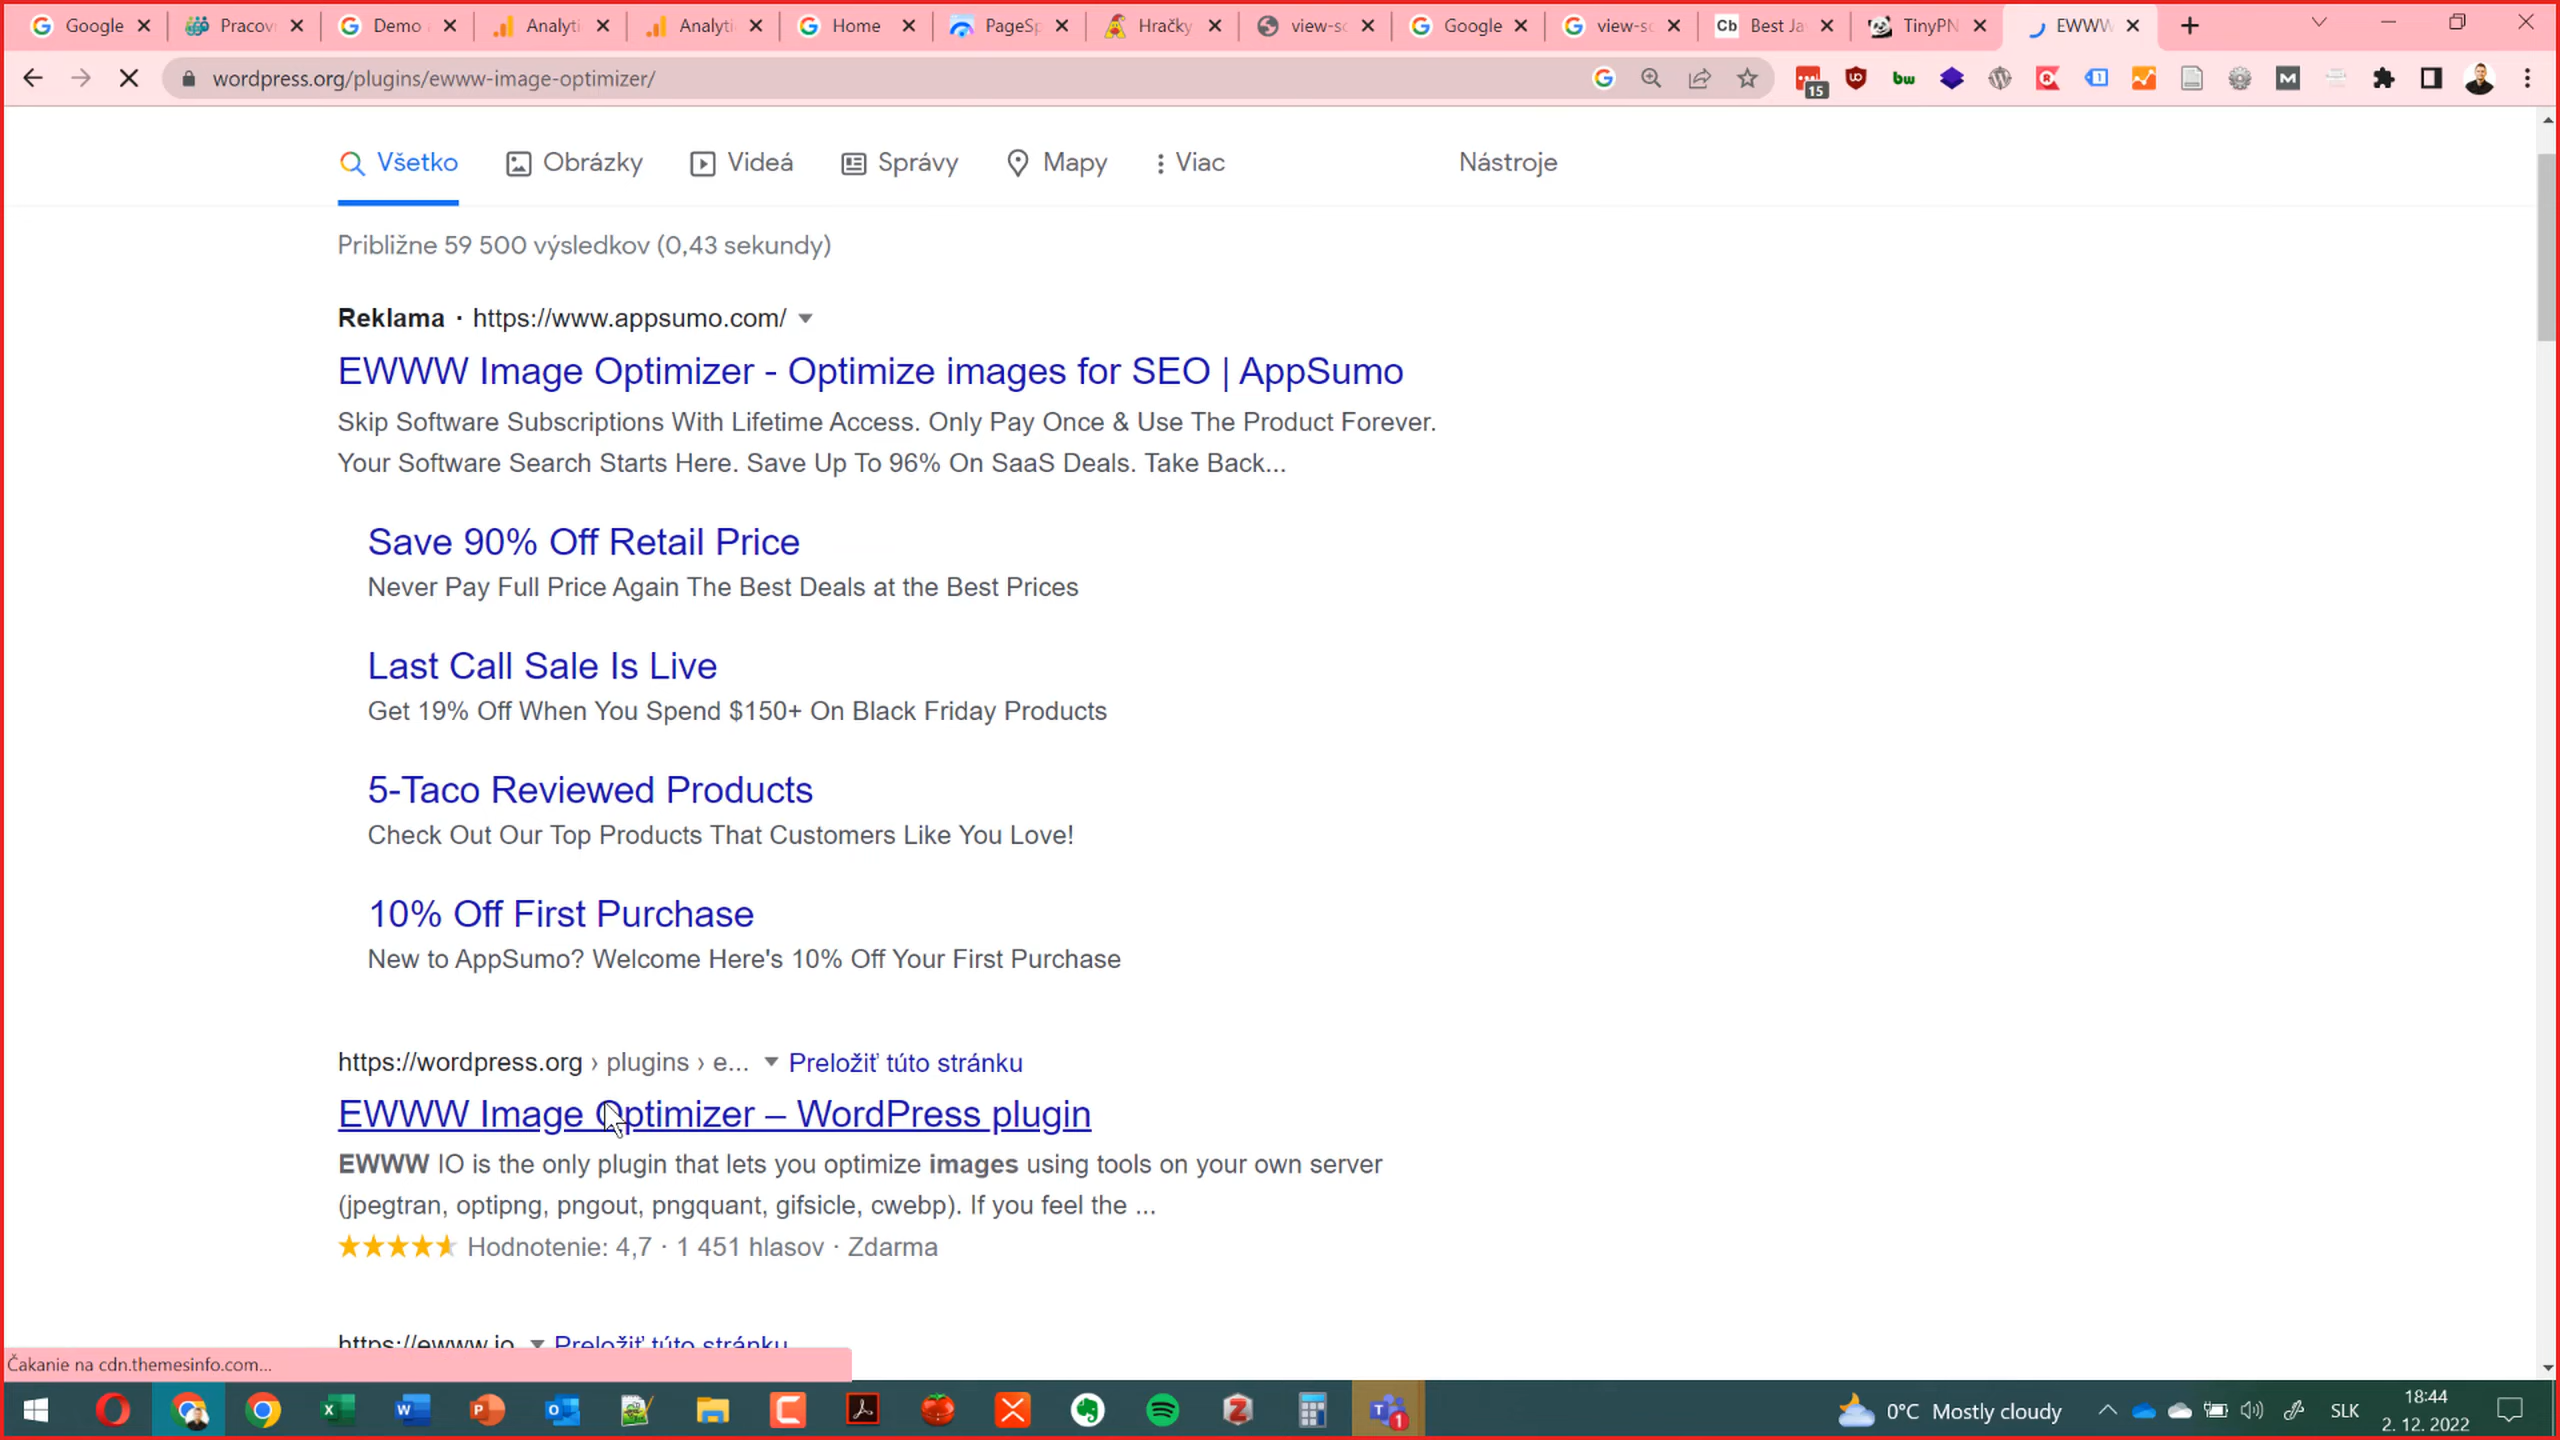 Google
Pracov
Demo
Analyti
Analyti
Home
PageSp
Hračky
view-so
Google
view-so
Cb Best Ja
TinyPN
EWWW
wordpress.org/plugins/ewww-image-optimizer/
15
bw
Všetko
Obrázky
Videá
Správy
Mapy
Viac
Nástroje
Približne 59 500 výsledkov (0,43 sekundy)
Reklama · https://www.appsumo.com/
EWWW Image Optimizer - Optimize images for SEO | AppSumo
Skip Software Subscriptions With Lifetime Access. Only Pay Once & Use The Product Forever.
Your Software Search Starts Here. Save Up To 96% On SaaS Deals. Take Back...
Save 90% Off Retail Price
Never Pay Full Price Again The Best Deals at the Best Prices
Last Call Sale Is Live
Get 19% Off When You Spend $150+ On Black Friday Products
5-Taco Reviewed Products
Check Out Our Top Products That Customers Like You Love!
10% Off First Purchase
New to AppSumo? Welcome Here's 10% Off Your First Purchase
https://wordpress.org › plugins › e... Preložiť túto stránku
EWWW Image Optimizer – WordPress plugin
EWWW IO is the only plugin that lets you optimize images using tools on your own server
(jpegtran, optipng, pngout, pngquant, gifsicle, cwebp). If you feel the ...
Hodnotenie: 4,7 · 1 451 hlasov · Zdarma
https://ewww.io Preložiť túto stránku
Čakanie na cdn.themesinfo.com...
0°C Mostly cloudy
SLK
18:44
2. 12. 2022